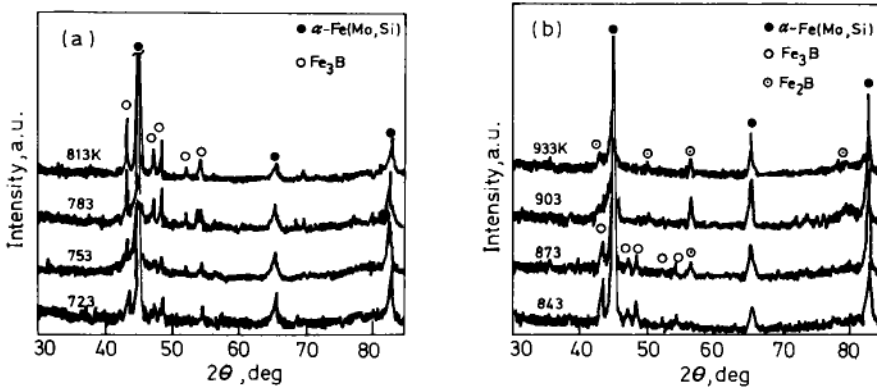 (a)
● α-Fe(Mo,Si)
○ Fe₃B
813K
783
753
723
Intensity, a.u.
30 40 50 60 70 80
2θ, deg
(b)
● α-Fe(Mo,Si)
○ Fe₃B
⊙ Fe₂B
933K
903
873
843
Intensity, a.u.
30 40 50 60 70 80
2θ, deg